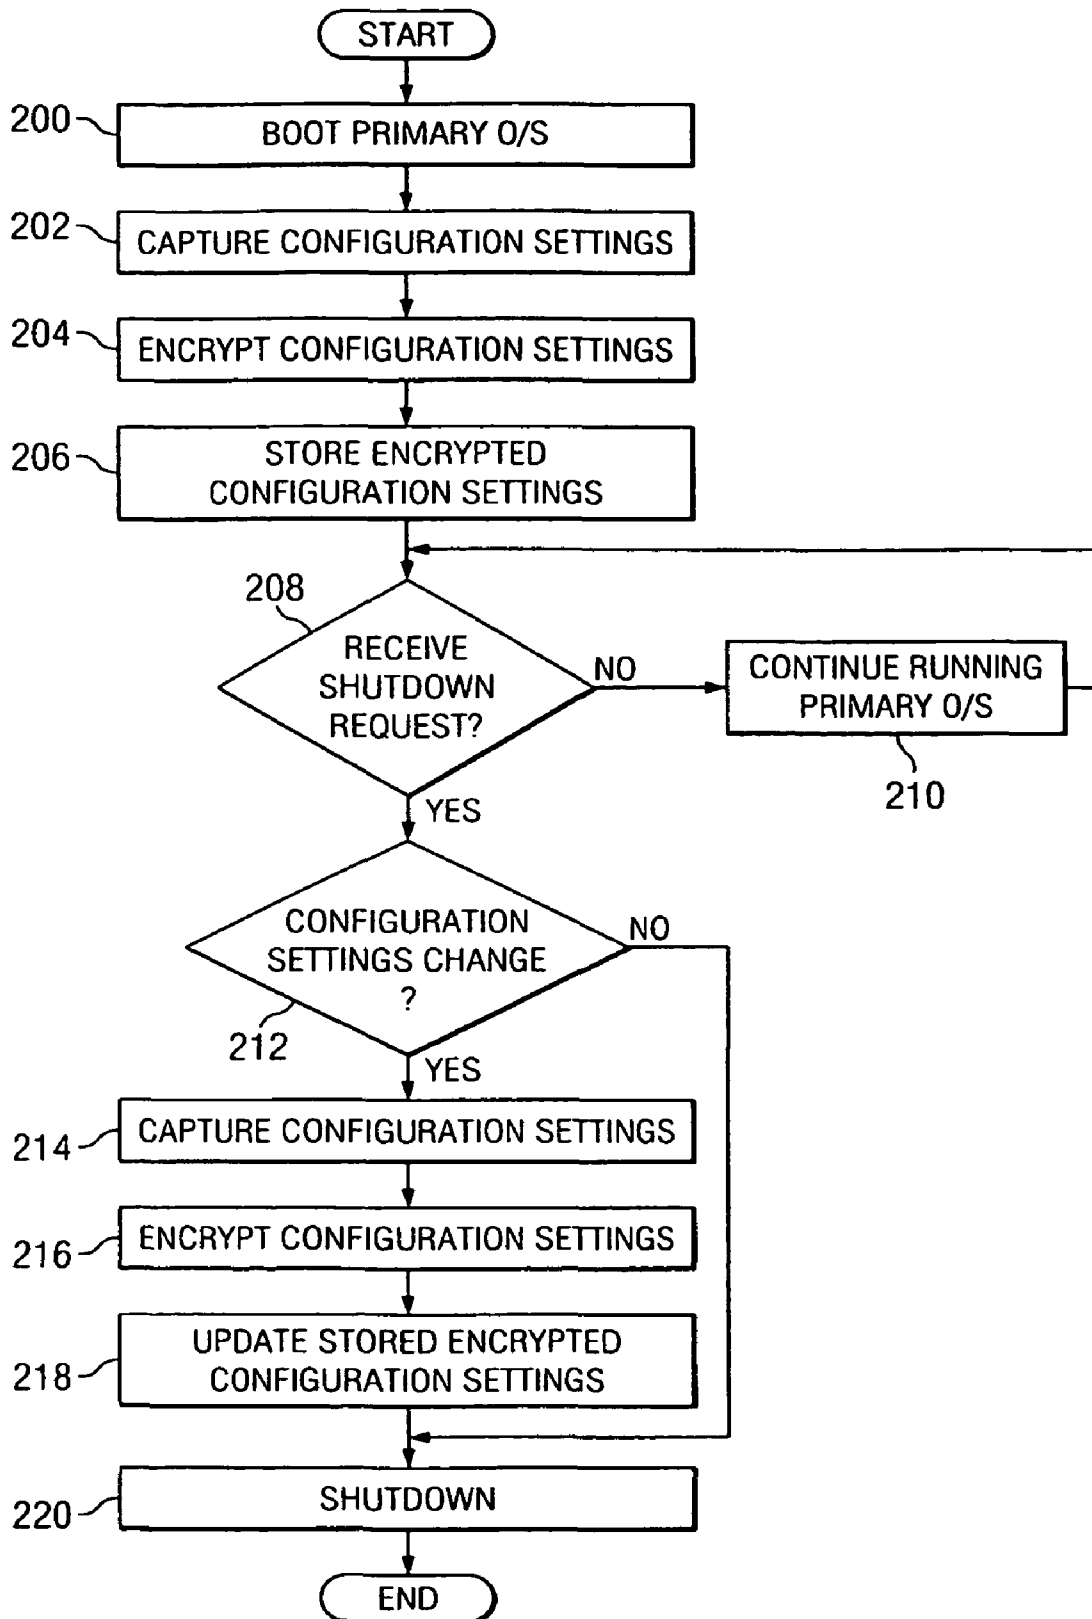 START
200
BOOT PRIMARY O/S
202
CAPTURE CONFIGURATION SETTINGS
204
ENCRYPT CONFIGURATION SETTINGS
206
STORE ENCRYPTED
CONFIGURATION SETTINGS
208
RECEIVE
SHUTDOWN
REQUEST?
NO
CONTINUE RUNNING
PRIMARY O/S
210
YES
CONFIGURATION
SETTINGS CHANGE
?
NO
212
YES
214
CAPTURE CONFIGURATION SETTINGS
216
ENCRYPT CONFIGURATION SETTINGS
218
UPDATE STORED ENCRYPTED
CONFIGURATION SETTINGS
220
SHUTDOWN
END